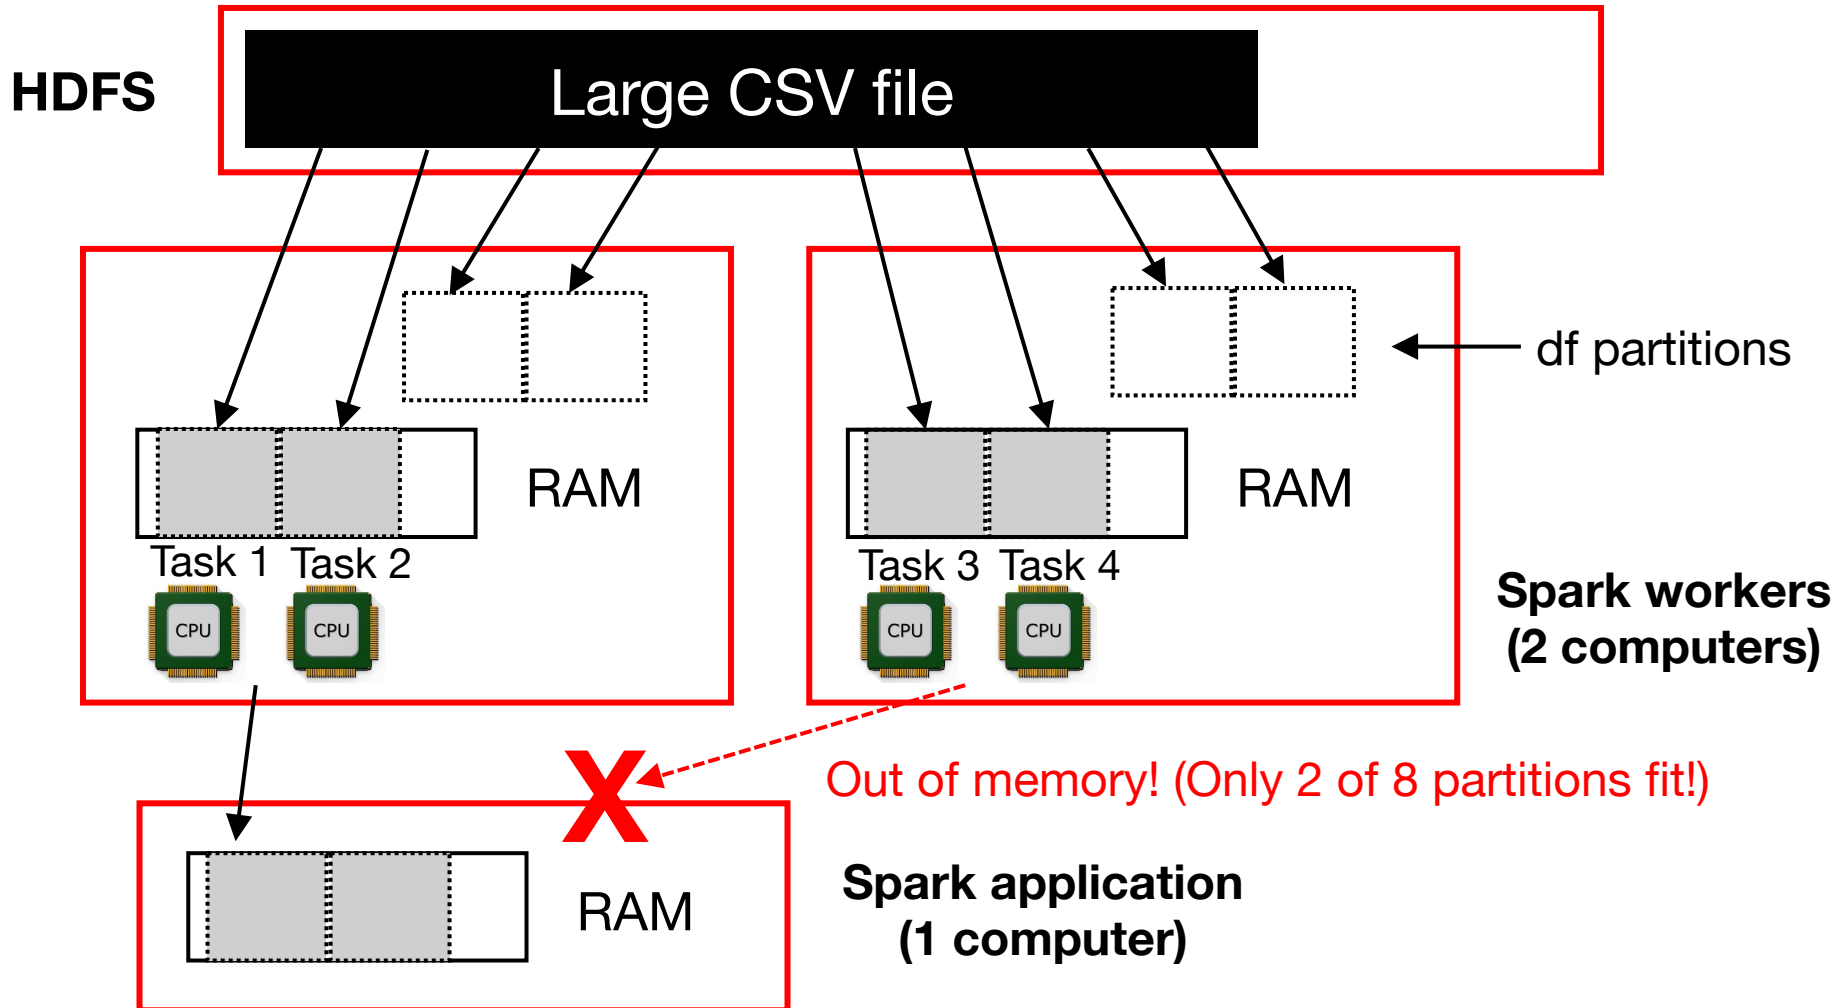 HDFS
Large CSV file
df partitions
RAM
RAM
Task 1
Task 2
Task 3
Task 4
CPU
CPU
CPU
CPU
Spark workers
(2 computers)
X
Out of memory! (Only 2 of 8 partitions fit!)
RAM
Spark application
(1 computer)